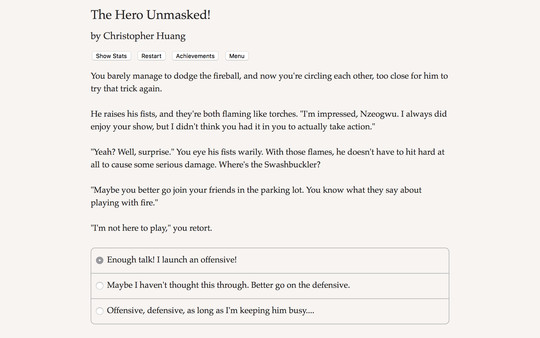 The Hero Unmasked!
by Christopher Huang
Show Stats Restart Achievements Menu
You barely manage to dodge the fireball, and now you're circling each other, too close for him to
try that trick again.
He raises his fists, and they're both flaming like torches. "I'm impressed, Nzeogwu. I always did
enjoy your show, but I didn't think you had it in you to actually take action."
"Yeah? Well, surprise." You eye his fists warily. With those flames, he doesn't have to hit hard at
all to cause some serious damage. Where's the Swashbuckler?
"Maybe you better go join your friends in the parking lot. You know what they say about
playing with fire."
"I'm not here to play," you retort.
Enough talk! I launch an offensive!
Maybe I haven't thought this through. Better go on the defensive.
Offensive, defensive, as long as I'm keeping him busy....